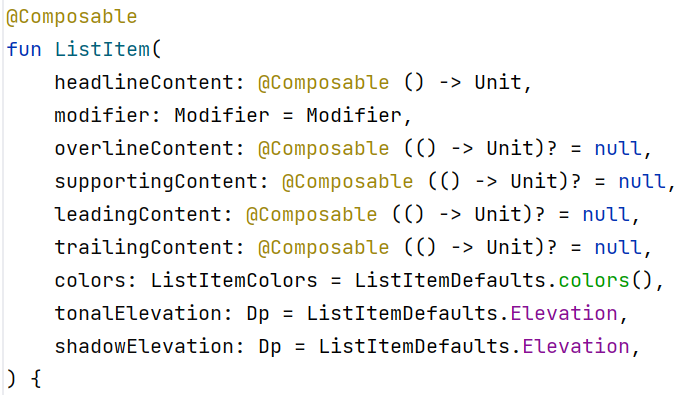 @Composable
fun ListItem(
    headlineContent: @Composable () -> Unit,
    modifier: Modifier = Modifier,
    overlineContent: @Composable (() -> Unit)? = null,
    supportingContent: @Composable (() -> Unit)? = null,
    leadingContent: @Composable (() -> Unit)? = null,
    trailingContent: @Composable (() -> Unit)? = null,
    colors: ListItemColors = ListItemDefaults.colors(),
    tonalElevation: Dp = ListItemDefaults.Elevation,
    shadowElevation: Dp = ListItemDefaults.Elevation,
) {